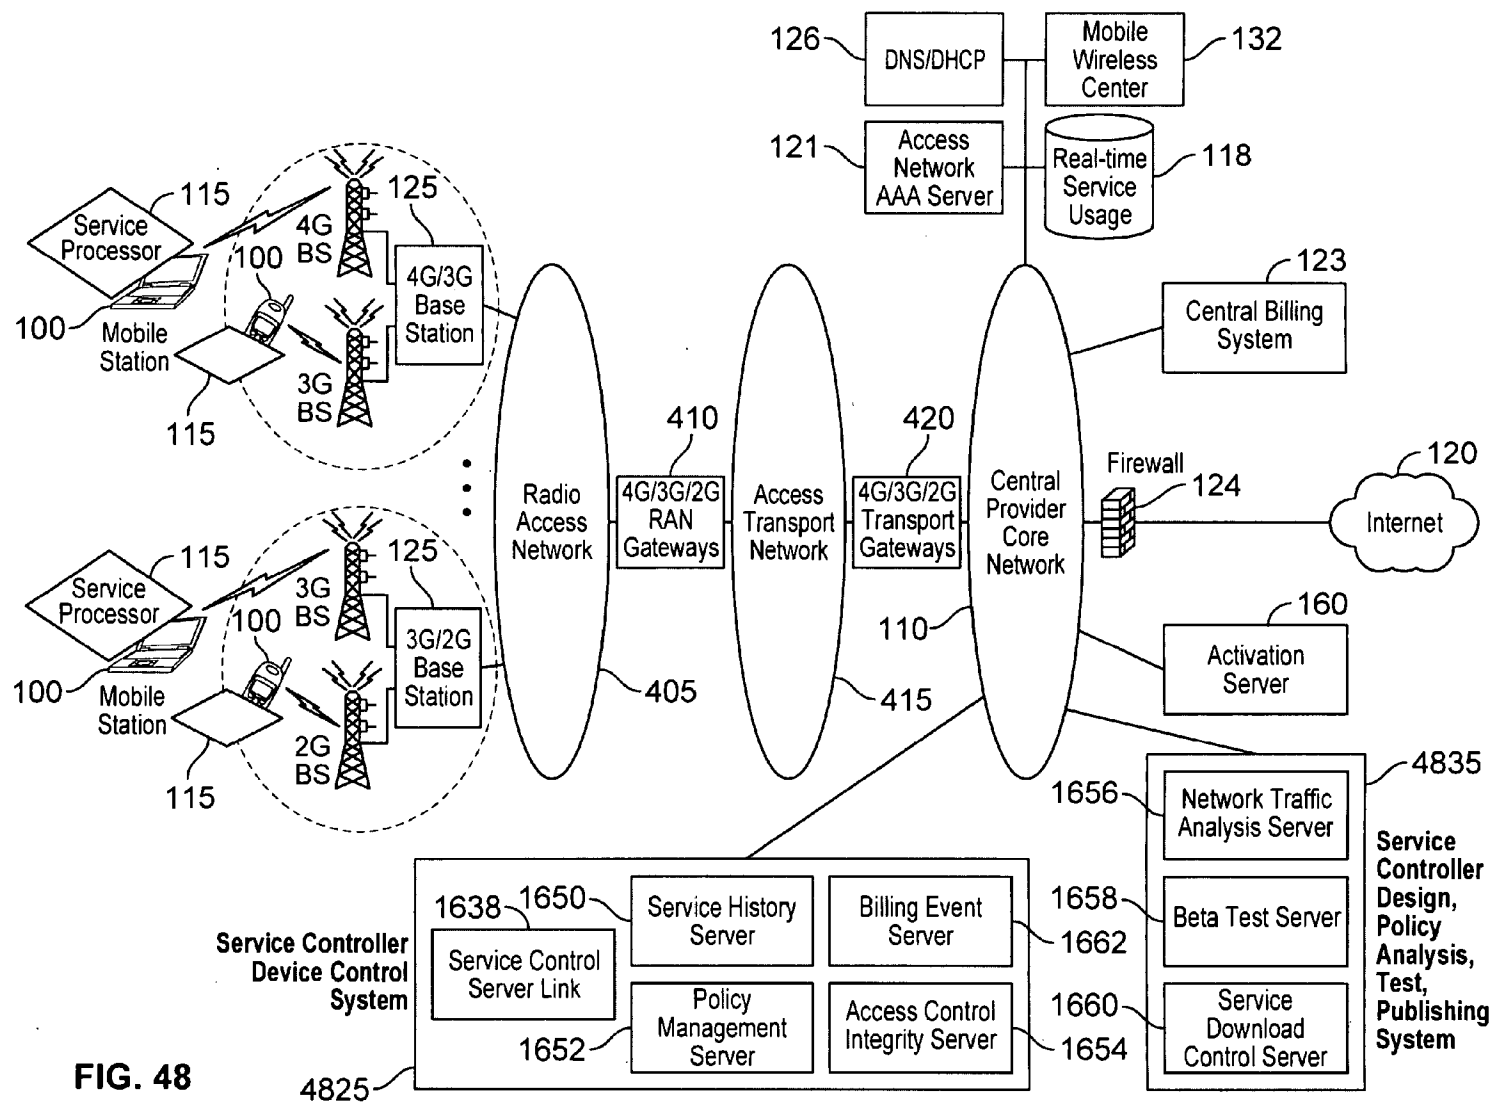 126
DNS/DHCP
Mobile
Wireless
Center
132
121
Access
Network
AAA Server
Real-time
Service
Usage
118
115
Service
Processor
100
Mobile
Station
100
115
4G
BS
3G
BS
125
4G/3G
Base
Station
115
Service
Processor
100
Mobile
Station
100
115
3G
BS
2G
BS
125
3G/2G
Base
Station
Radio
Access
Network
405
410
4G/3G/2G
RAN
Gateways
Access
Transport
Network
415
420
4G/3G/2G
Transport
Gateways
Central
Provider
Core
Network
110
123
Central Billing
System
Firewall
124
120
Internet
160
Activation
Server
4835
1656
Network Traffic
Analysis Server
1658
Beta Test Server
1660
Service
Download
Control Server
Service
Controller
Design,
Policy
Analysis,
Test,
Publishing
System
Service Controller
Device Control
System
1638
Service Control
Server Link
1650
Service History
Server
Billing Event
Server
1662
1652
Policy
Management
Server
Access Control
Integrity Server
1654
4825
FIG. 48